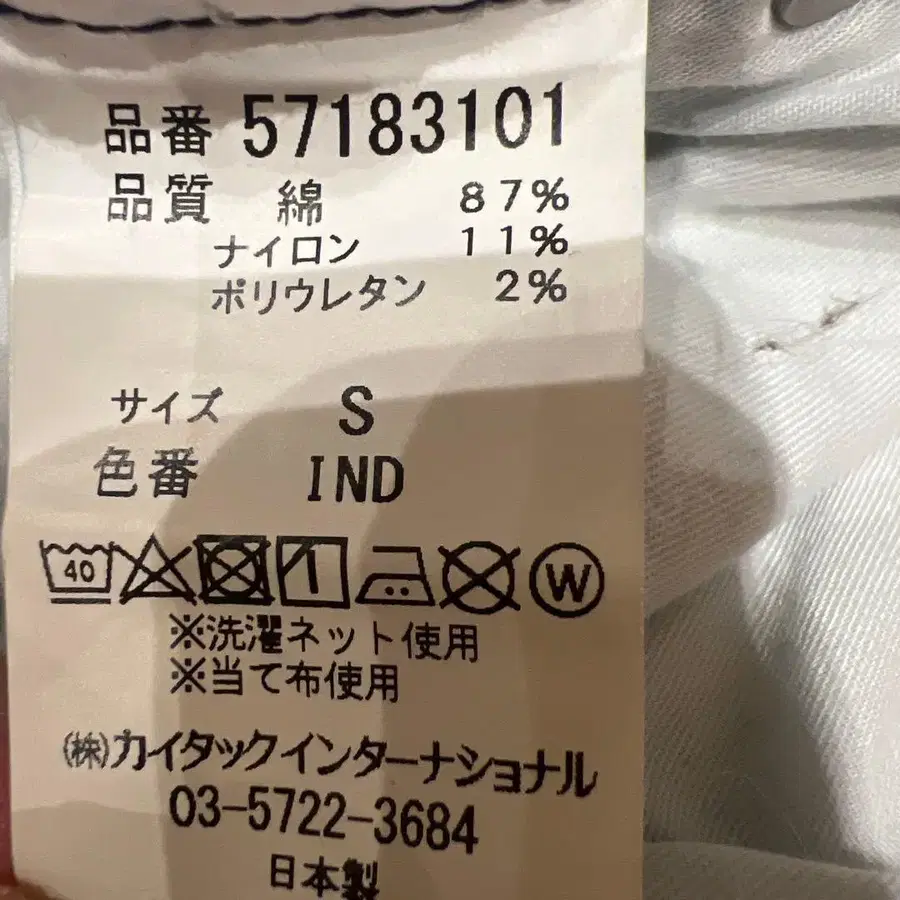 品番 57183101
品質 綿 87%
ナイロン 11%
ポリウレタン 2%
サイズ S
色番 IND
40 W
※洗濯ネット使用
※当て布使用
(株)カイタックインターナショナル
03-5722-3684
日本製